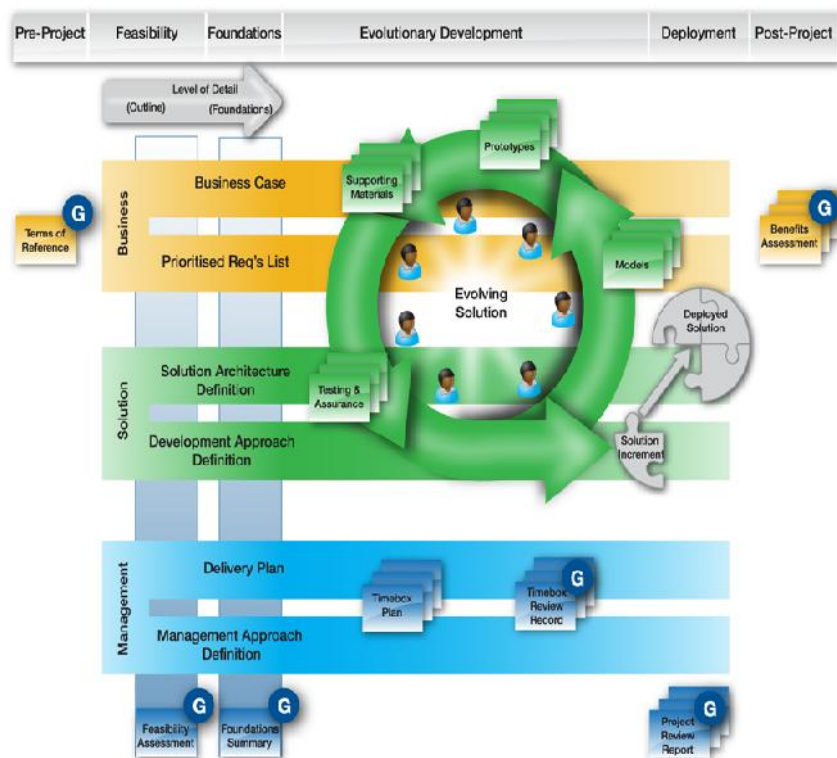 Pre-Project
Feasibility
Foundations
Evolutionary Development
Deployment
Post-Project
Level of Detail
(Outline)
(Foundations)
Prototypes
Supporting
Materials
Business
Business Case
G
Terms of
Reference
G
Benefits
Assessment
Prioritised Req's List
Models
Evolving
Solution
Deployed
Solution
Solution
Solution Architecture
Definition
Testing &
Assurance
Development Approach
Definition
Solution
Increment
Management
Delivery Plan
Timebox
Plan
G
Timebox
Review
Record
Management Approach
Definition
G
Feasibility
Assessment
G
Foundations
Summary
G
Project
Review
Report